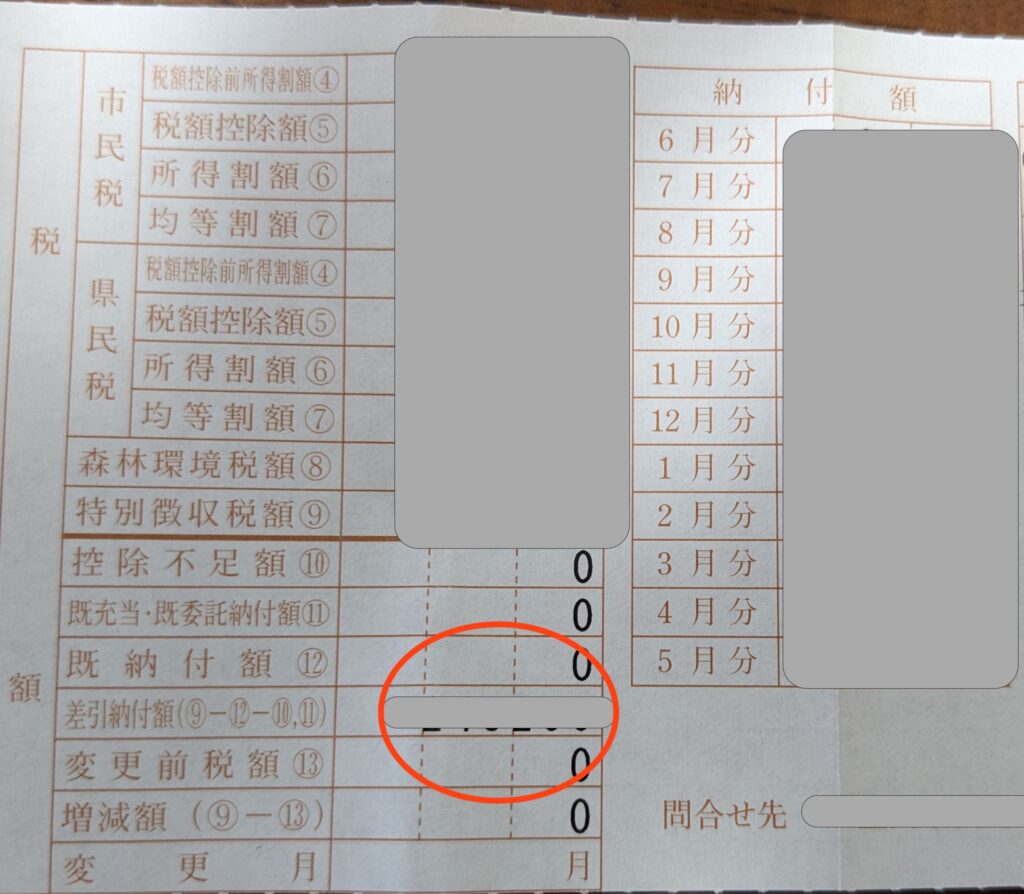 税額
市民税
税額控除前所得割額④
税額控除額⑤
所得割額⑥
均等割額⑦
県民税
税額控除前所得割額④
税額控除額⑤
所得割額⑥
均等割額⑦
森林環境税額⑧
特別徴収税額⑨
控除不足額⑩ 0
既充当・既委託納付額⑪ 0
既納付額⑫ 0
差引納付額(⑨-⑫-⑩,⑪)
変更前税額⑬ 0
増減額(⑨-⑬) 0
変更月 月
納付額
6月分
7月分
8月分
9月分
10月分
11月分
12月分
1月分
2月分
3月分
4月分
5月分
問合せ先